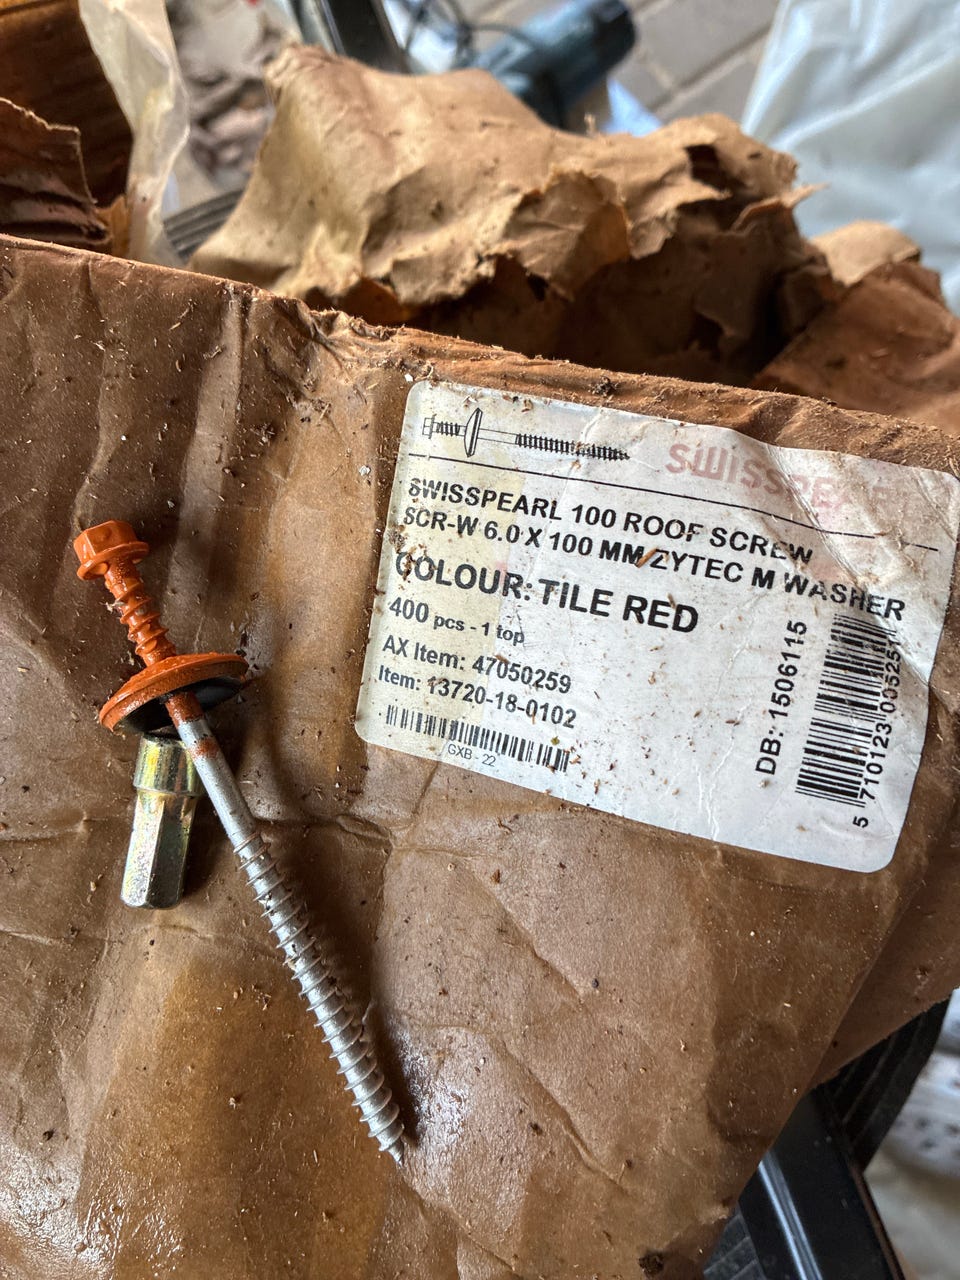 SWISSPEARL
SWISSPEARL 100 ROOF SCREW
SCR-W 6.0 X 100 MM/ZYTEC M WASHER
COLOUR: TILE RED
400 pcs - 1 top
AX Item: 47050259
Item: 13720-18-0102
GXB - 22
DB: 1506115